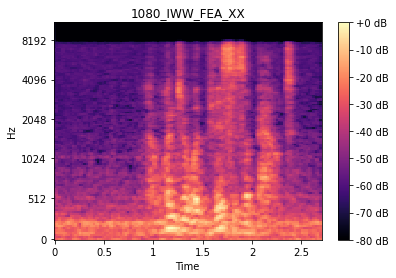 1080_IWW_FEA_XX
8192
4096
2048
1024
512
0
Hz
0
0.5
1
1.5
2
2.5
Time
+0 dB
-10 dB
-20 dB
-30 dB
-40 dB
-50 dB
-60 dB
-70 dB
-80 dB